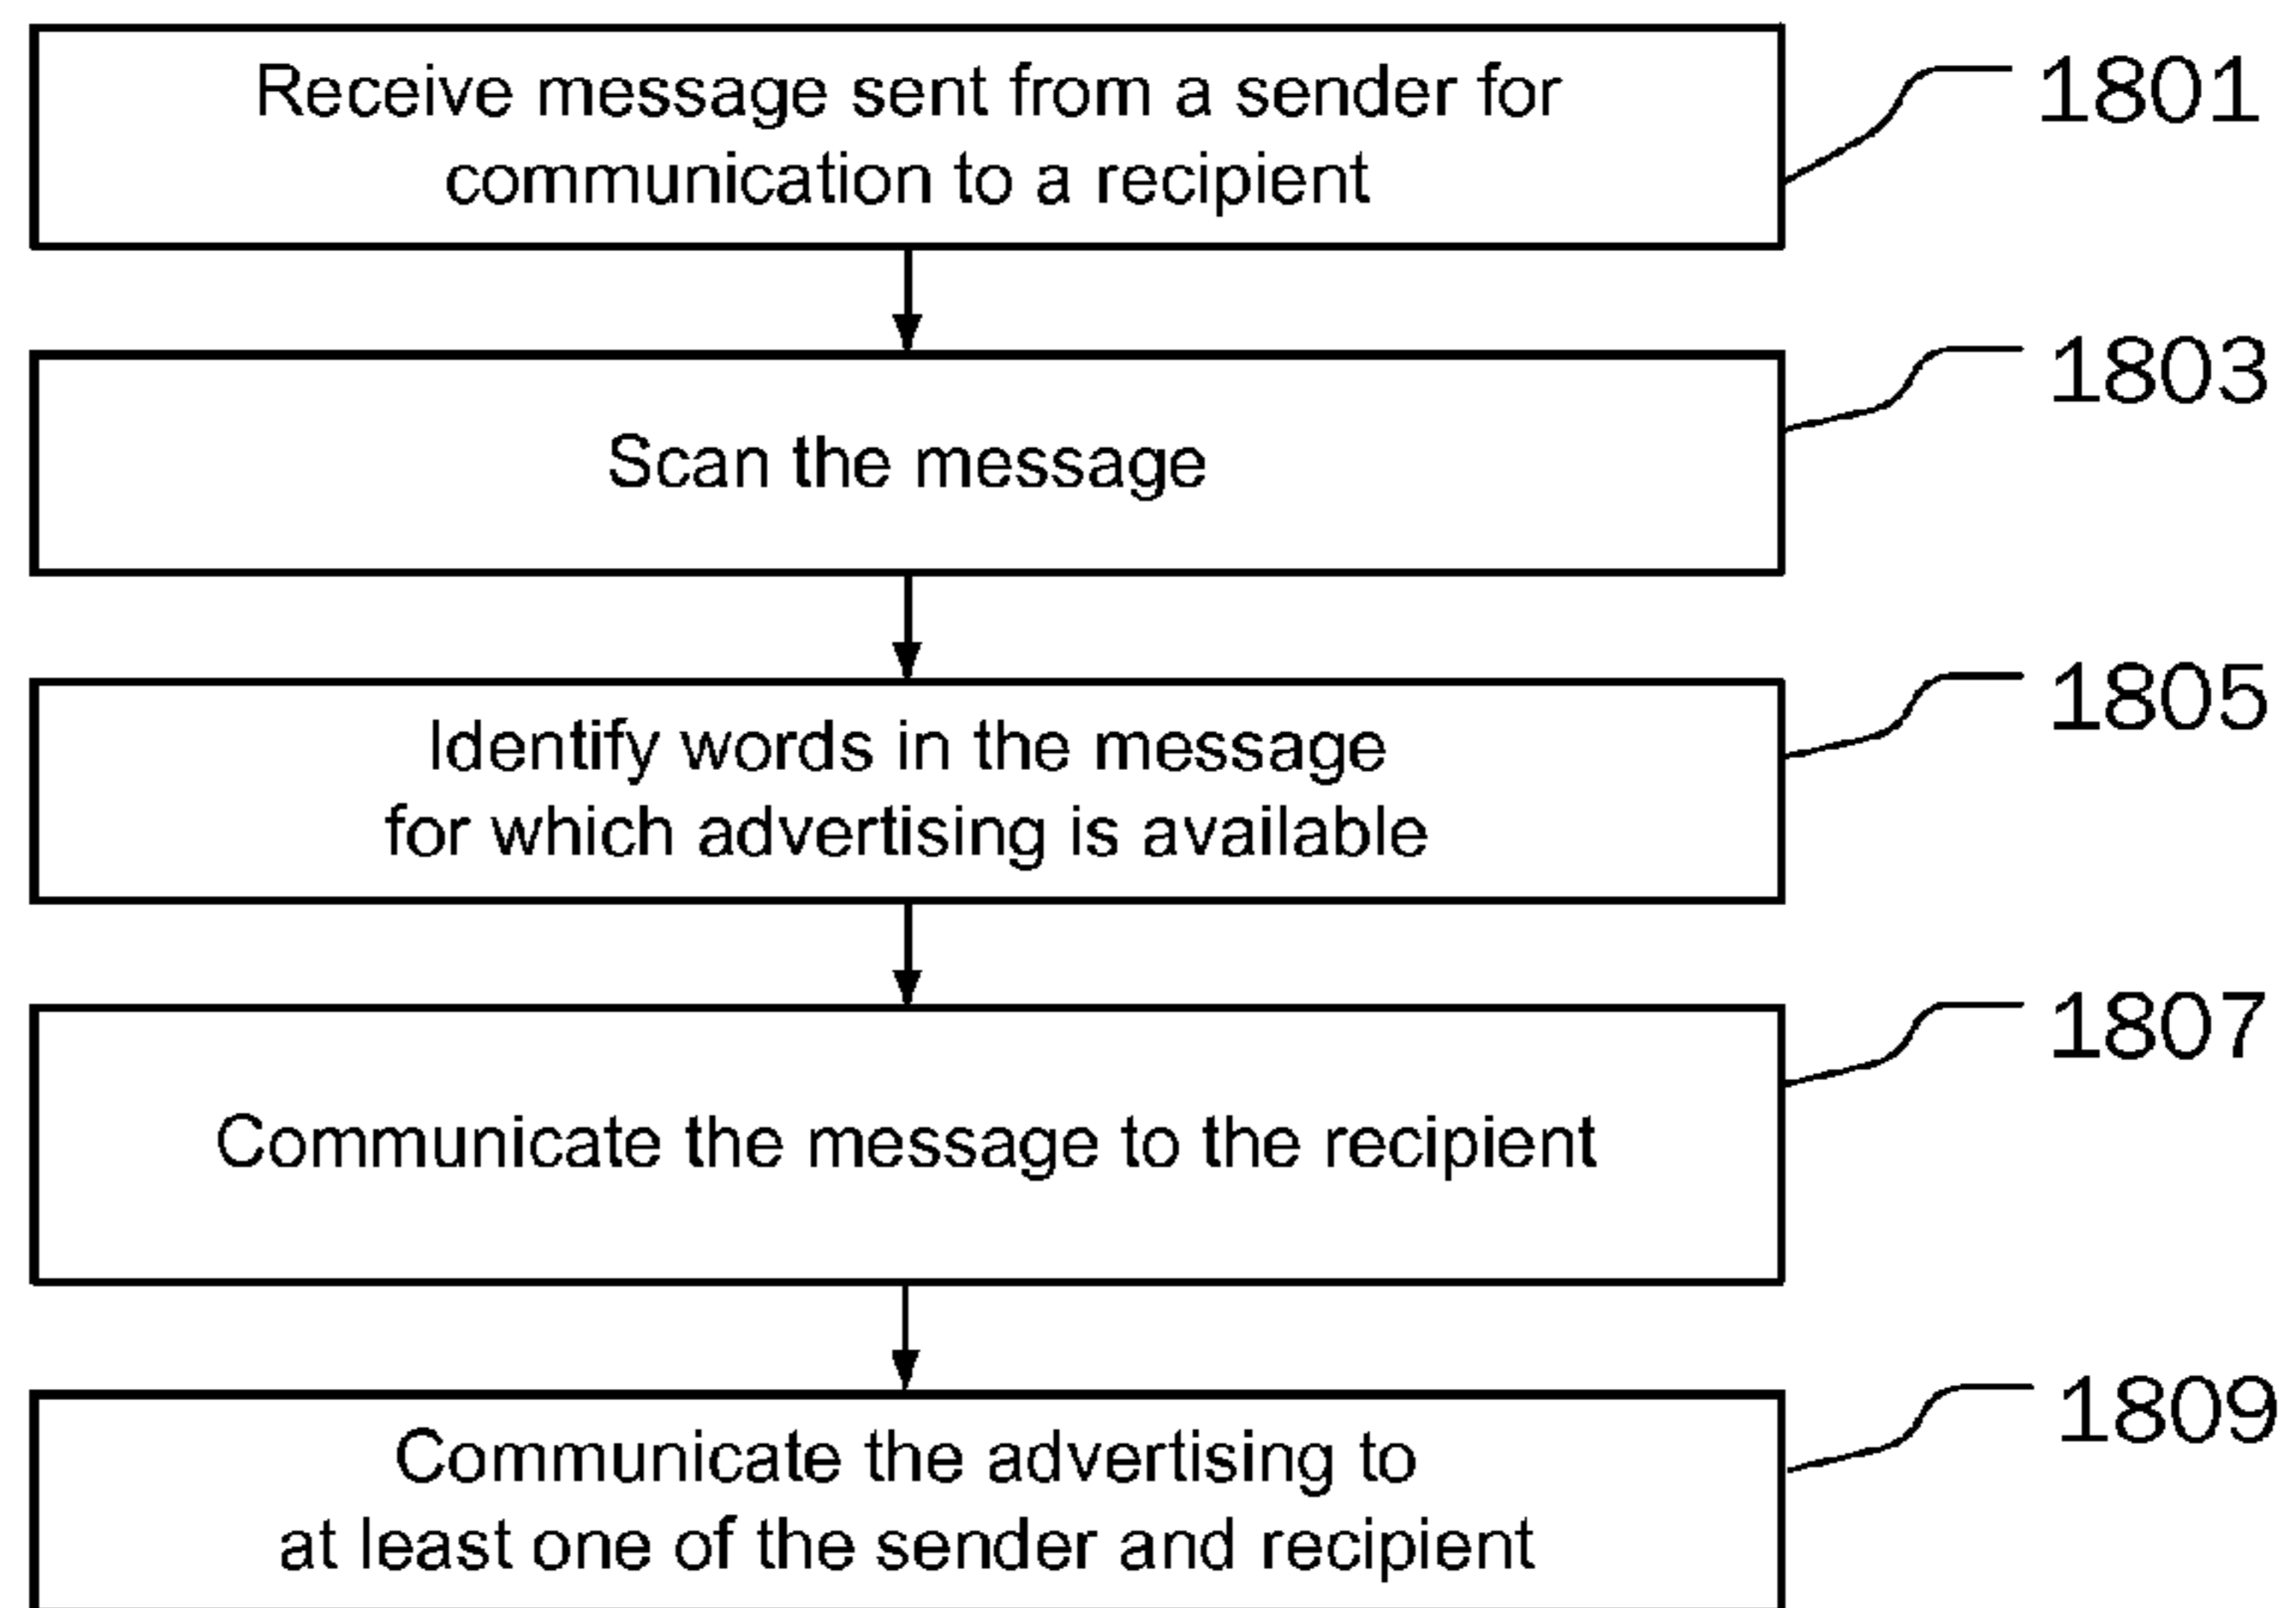 Receive message sent from a sender for
communication to a recipient
1801
Scan the message
1803
Identify words in the message
for which advertising is available
1805
Communicate the message to the recipient
1807
Communicate the advertising to
at least one of the sender and recipient
1809